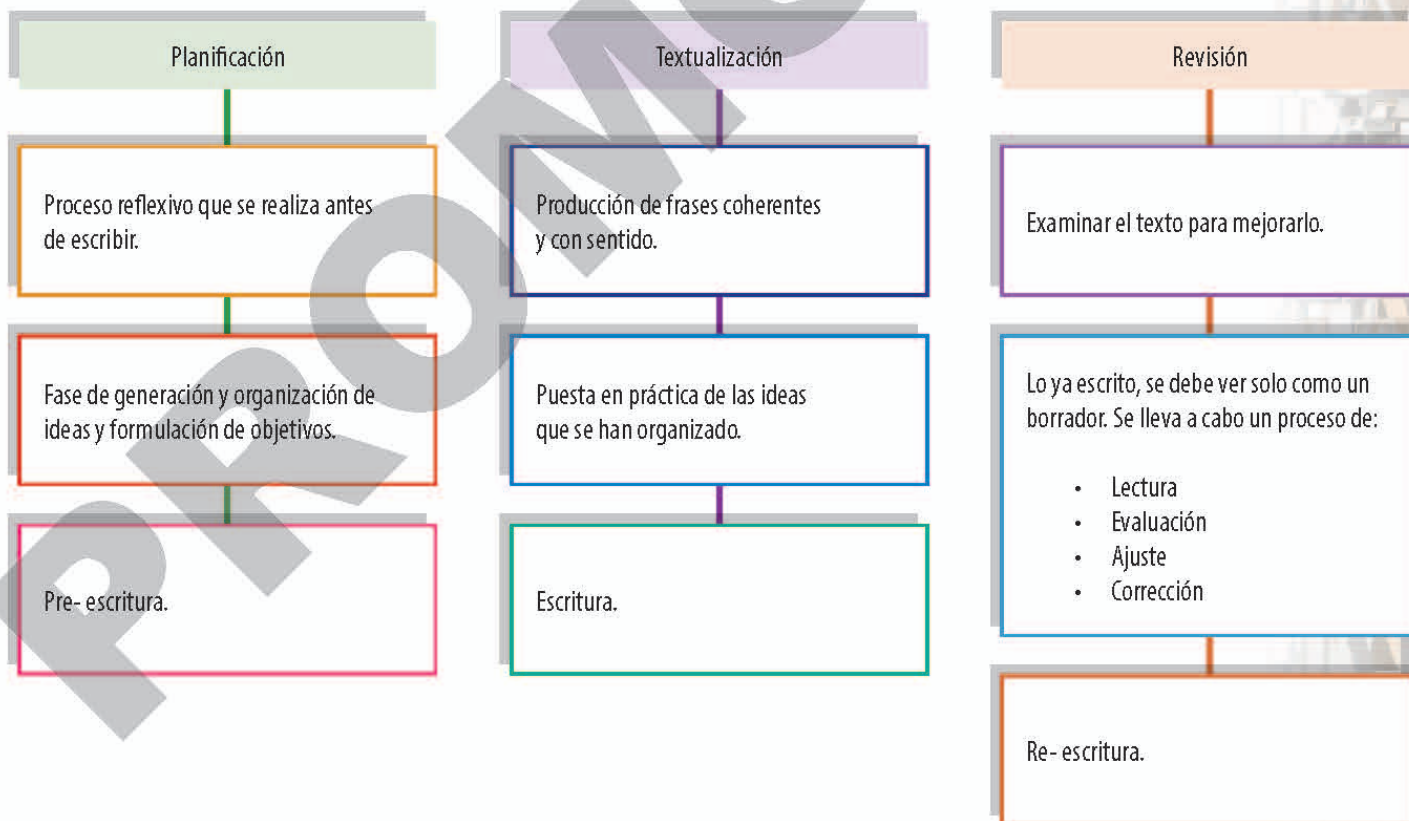 Planificación
Proceso reflexivo que se realiza antes
de escribir.
Fase de generación y organización de
ideas y formulación de objetivos.
Pre- escritura.
Textualización
Producción de frases coherentes
y con sentido.
Puesta en práctica de las ideas
que se han organizado.
Escritura.
Revisión
Examinar el texto para mejorarlo.
Lo ya escrito, se debe ver solo como un
borrador. Se lleva a cabo un proceso de:
• Lectura
• Evaluación
• Ajuste
• Corrección
Re- escritura.